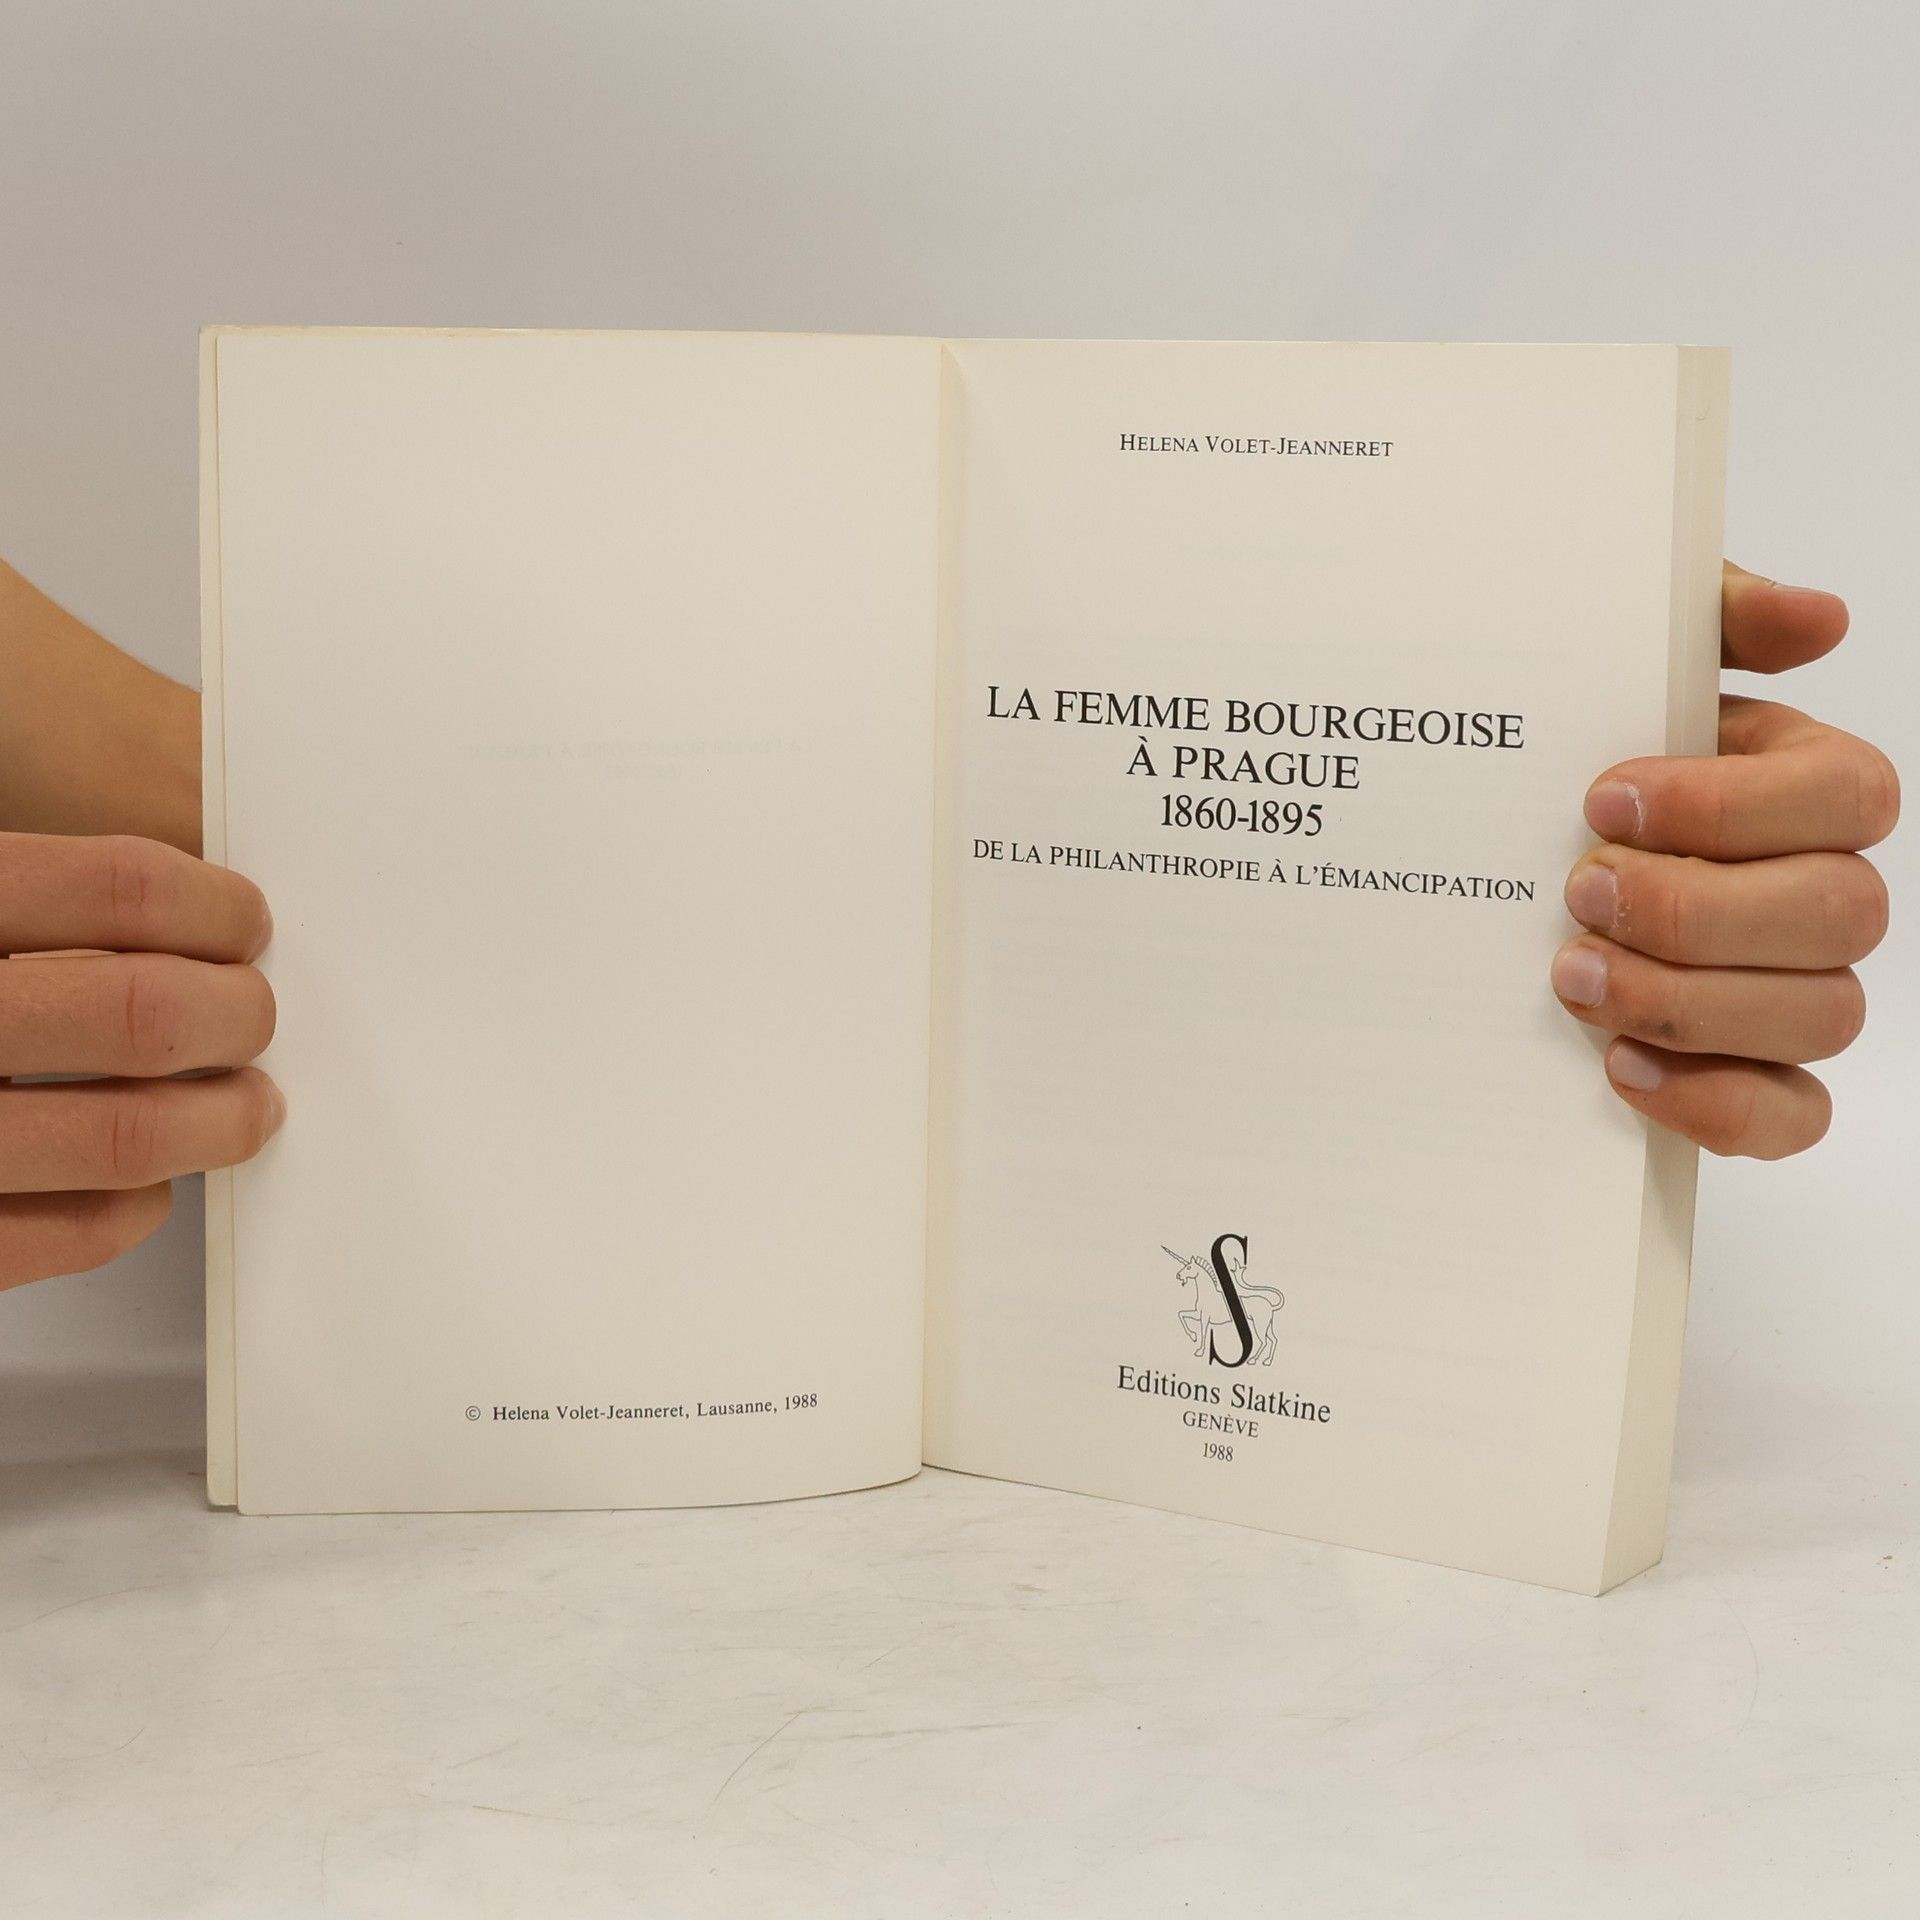 © Helena Volet-Jeanneret, Lausanne, 1988
HELENA VOLET-JEANNERET
LA FEMME BOURGEOISE
À PRAGUE
1860-1895
DE LA PHILANTHROPIE À L'ÉMANCIPATION
S
Editions Slatkine
GENÈVE
1988